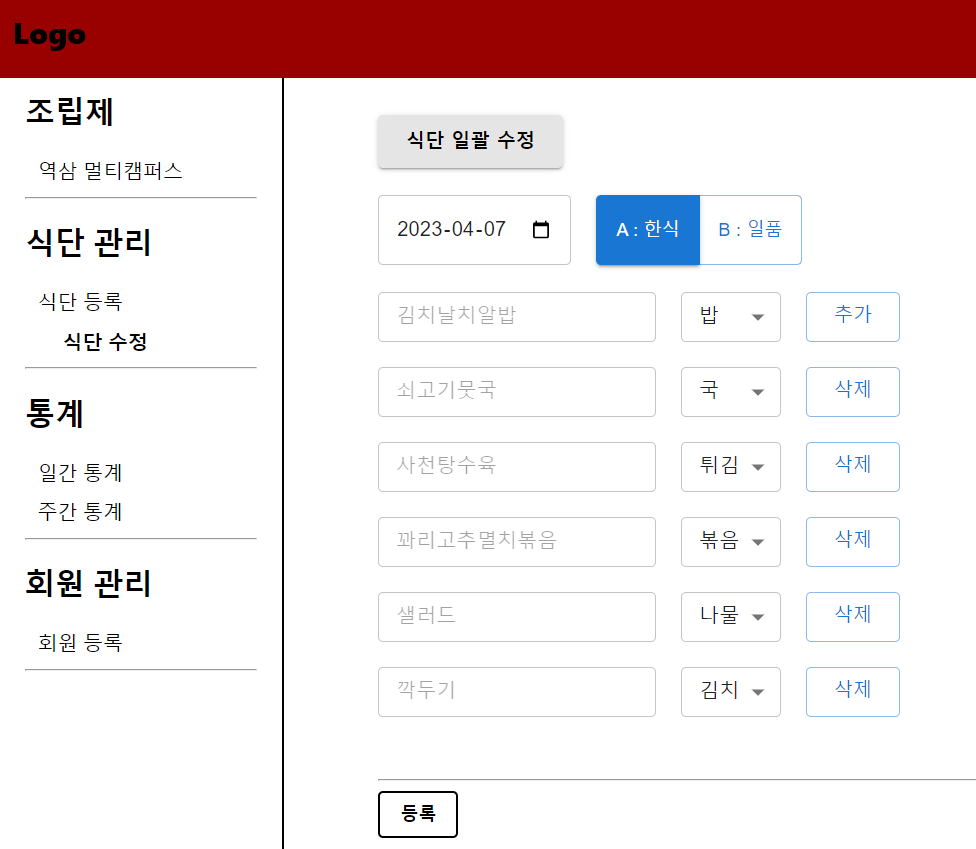 Logo
조립제
역삼 멀티캠퍼스
식단 관리
식단 등록
식단 수정
통계
일간 통계
주간 통계
회원 관리
회원 등록
식단 일괄 수정
2023-04-07
A : 한식
B : 일품
김치날치알밥 밥 추가
쇠고기뭇국 국 삭제
사천탕수육 튀김 삭제
꽈리고추멸치볶음 볶음 삭제
샐러드 나물 삭제
깍두기 김치 삭제
등록